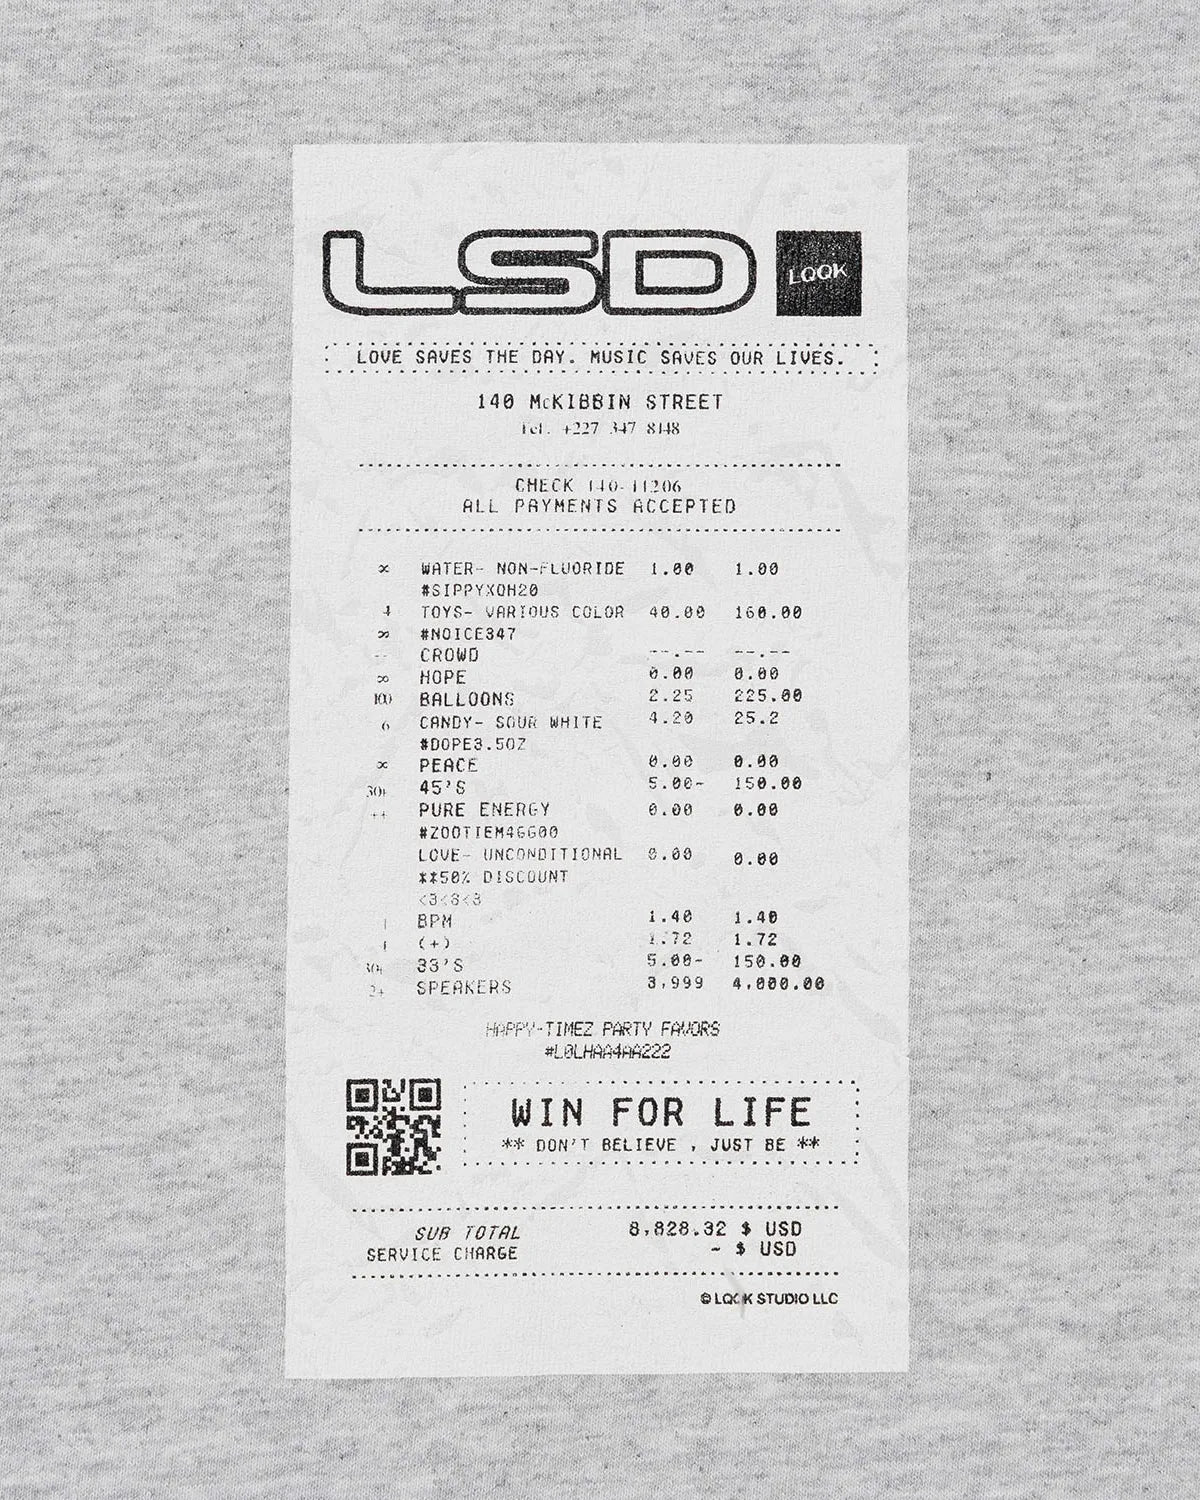 LSD LQQK
LOVE SAVES THE DAY. MUSIC SAVES OUR LIVES.
140 McKIBBIN STREET
Tel. +227 347 8148
CHECK 140-11206
ALL PAYMENTS ACCEPTED
∞ WATER- NON-FLUORIDE 1.00 1.00
#SIPPYXOH20
4 TOYS- VARIOUS COLOR 40.00 160.00
∞ #NOICE347
-- CROWD --.-- --.--
∞ HOPE 0.00 0.00
100 BALLOONS 2.25 225.00
6 CANDY- SOUR WHITE 4.20 25.2
#DOPE3.5OZ
∞ PEACE 0.00 0.00
30+ 45'S 5.00- 150.00
++ PURE ENERGY 0.00 0.00
#ZOOTIEM46G00
LOVE- UNCONDITIONAL 0.00 0.00
**50% DISCOUNT
<3<3<3
1 BPM 1.40 1.40
1 (+) 1.72 1.72
30+ 33'S 5.00- 150.00
2+ SPEAKERS 3,999 4,000.00
HAPPY-TIMEZ PARTY FAVORS
#L0LHAA4AA222
WIN FOR LIFE
** DON'T BELIEVE , JUST BE **
SUB TOTAL 8,828.32 $ USD
SERVICE CHARGE - $ USD
© LQQK STUDIO LLC